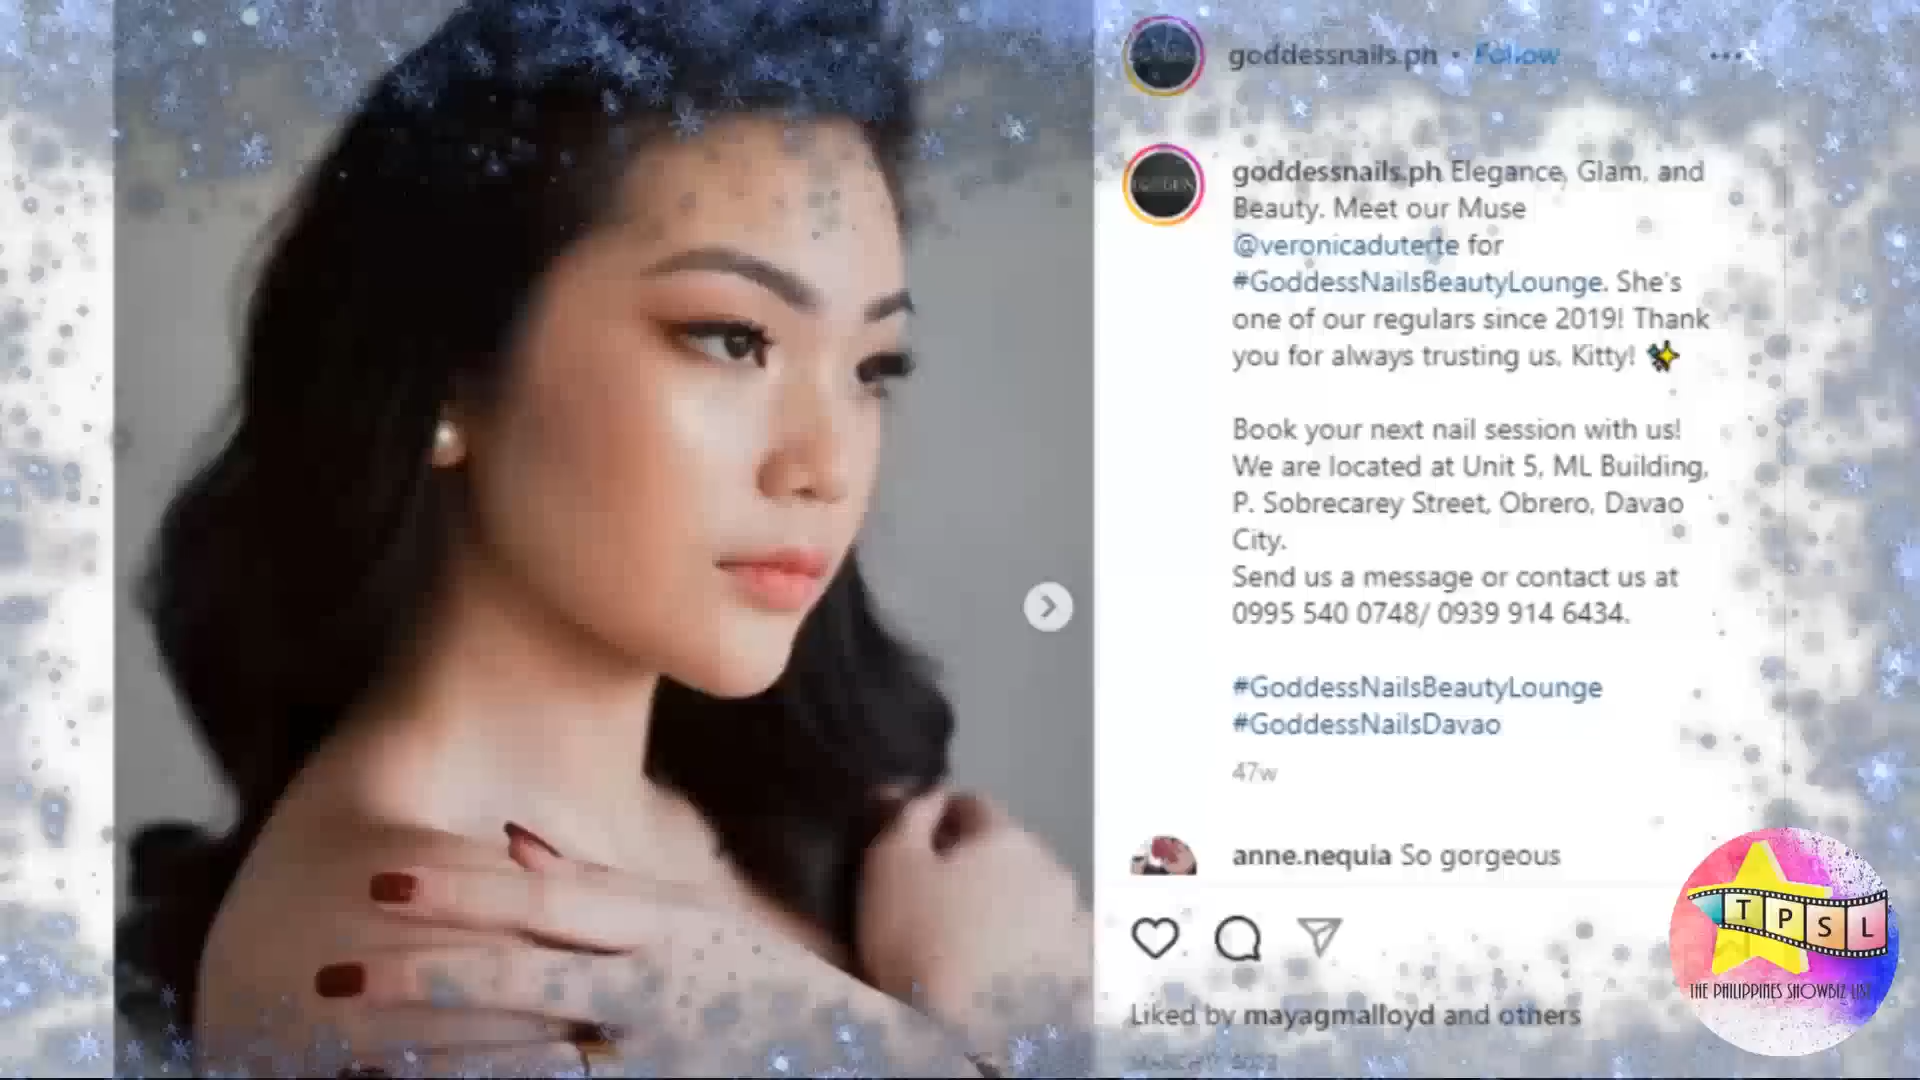 goddessnails.ph • Follow
goddessnails.ph Elegance, Glam, and
Beauty. Meet our Muse
@veronicaduterte for
#GoddessNailsBeautyLounge. She's
one of our regulars since 2019! Thank
you for always trusting us, Kitty! ✨
Book your next nail session with us!
We are located at Unit 5, ML Building,
P. Sobrecarey Street, Obrero, Davao
City.
Send us a message or contact us at
0995 540 0748/ 0939 914 6434.
#GoddessNailsBeautyLounge
#GoddessNailsDavao
47w
anne.nequia So gorgeous
Liked by mayagmalloyd and others
TPSL
THE PHILIPPINES SHOWBIZ LIST